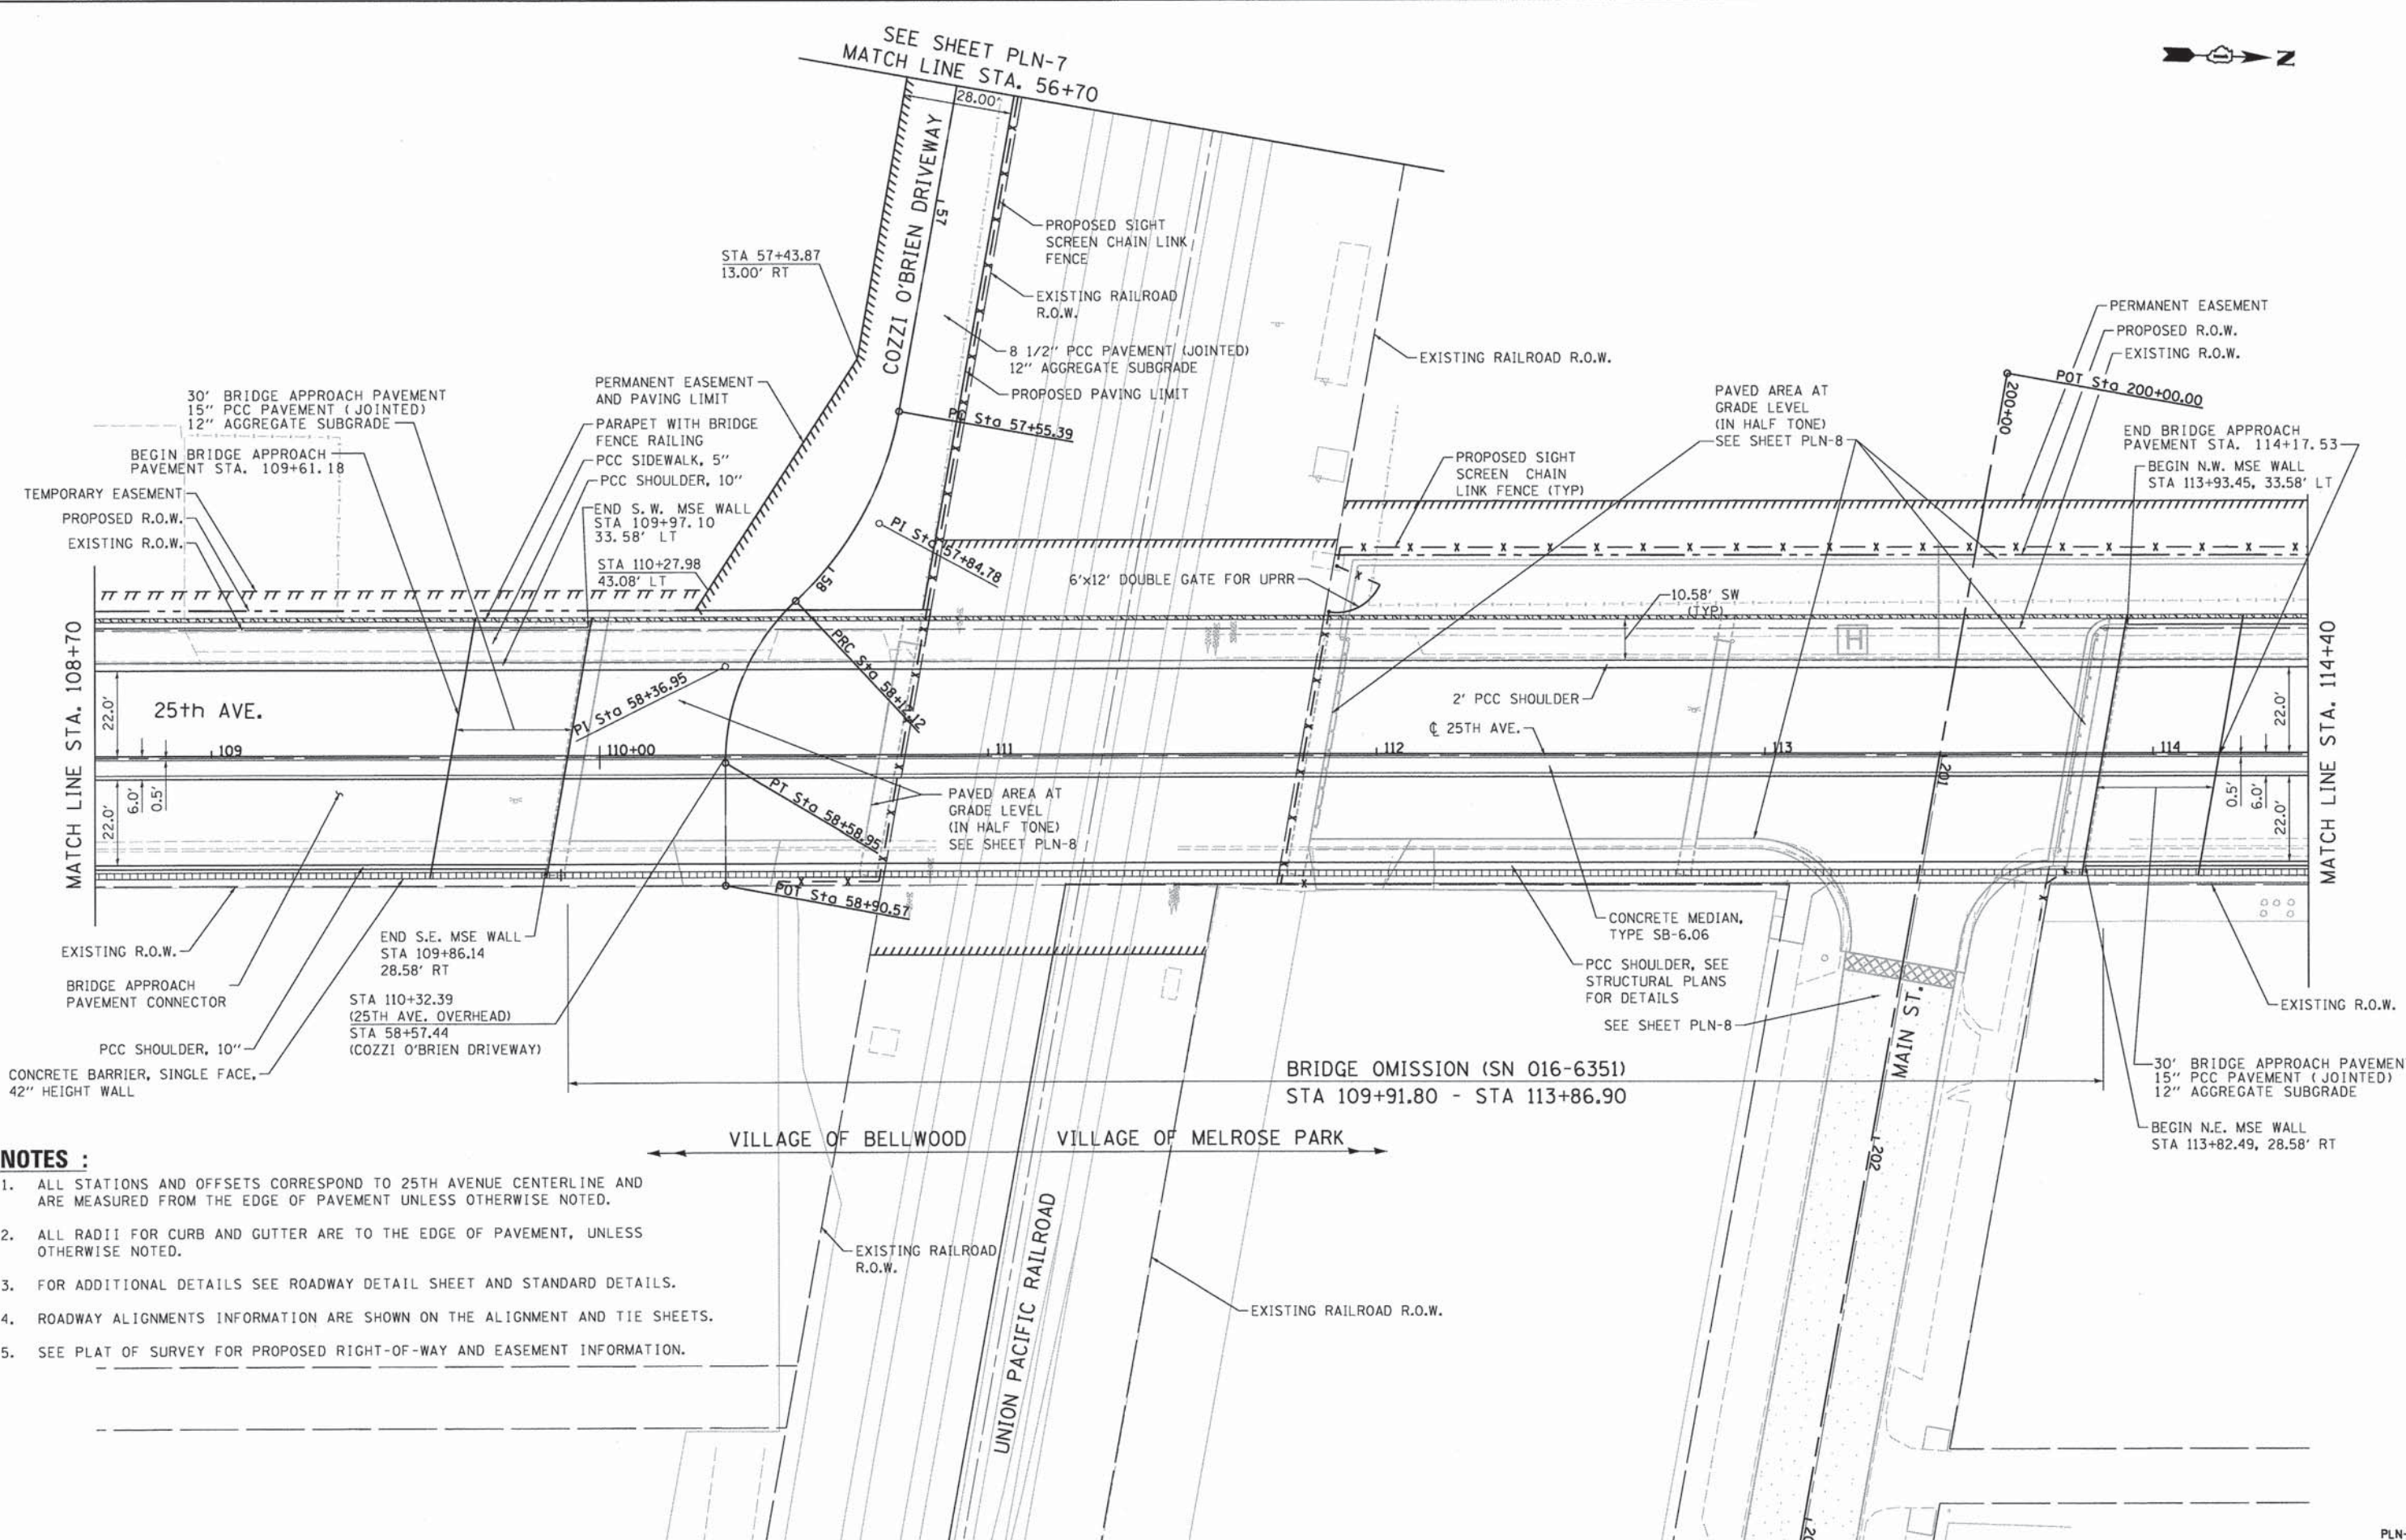 SEE SHEET PLN-7
MATCH LINE STA. 56+70
N
28.00'
COZZI O'BRIEN DRIVEWAY
57
PROPOSED SIGHT
SCREEN CHAIN LINK
FENCE
STA 57+43.87
13.00' RT
EXISTING RAILROAD
R.O.W.
8 1/2" PCC PAVEMENT (JOINTED)
12" AGGREGATE SUBGRADE
PROPOSED PAVING LIMIT
EXISTING RAILROAD R.O.W.
PERMANENT EASEMENT
PROPOSED R.O.W.
EXISTING R.O.W.
POT Sta 200+00.00
200+00
30' BRIDGE APPROACH PAVEMENT
15" PCC PAVEMENT (JOINTED)
12" AGGREGATE SUBGRADE
PERMANENT EASEMENT
AND PAVING LIMIT
PARAPET WITH BRIDGE
FENCE RAILING
PCC SIDEWALK, 5"
PCC SHOULDER, 10"
BEGIN BRIDGE APPROACH
PAVEMENT STA. 109+61.18
TEMPORARY EASEMENT
PROPOSED R.O.W.
EXISTING R.O.W.
END S.W. MSE WALL
STA 109+97.10
33.58' LT
STA 110+27.98
43.08' LT
PC Sta 57+55.39
PI Sta 57+84.78
58
PROPOSED SIGHT
SCREEN CHAIN
LINK FENCE (TYP)
PAVED AREA AT
GRADE LEVEL
(IN HALF TONE)
SEE SHEET PLN-8
END BRIDGE APPROACH
PAVEMENT STA. 114+17.53
BEGIN N.W. MSE WALL
STA 113+93.45, 33.58' LT
6'x12' DOUBLE GATE FOR UPRR
10.58' SW
(TYP)
H
MATCH LINE STA. 108+70
22.0'
25th AVE.
PI Sta 58+36.95
PRC Sta 58+12.12
2' PCC SHOULDER
℄ 25TH AVE.
22.0'
MATCH LINE STA. 114+40
109
110+00
111
112
113
114
201
22.0'
6.0'
0.5'
PT Sta 58+58.95
PAVED AREA AT
GRADE LEVEL
(IN HALF TONE)
SEE SHEET PLN-8
0.5'
6.0'
22.0'
POT Sta 58+90.57
EXISTING R.O.W.
BRIDGE APPROACH
PAVEMENT CONNECTOR
END S.E. MSE WALL
STA 109+86.14
28.58' RT
STA 110+32.39
(25TH AVE. OVERHEAD)
STA 58+57.44
(COZZI O'BRIEN DRIVEWAY)
PCC SHOULDER, 10"
CONCRETE BARRIER, SINGLE FACE,
42" HEIGHT WALL
CONCRETE MEDIAN,
TYPE SB-6.06
PCC SHOULDER, SEE
STRUCTURAL PLANS
FOR DETAILS
SEE SHEET PLN-8
MAIN ST.
EXISTING R.O.W.
BRIDGE OMISSION (SN 016-6351)
STA 109+91.80 - STA 113+86.90
30' BRIDGE APPROACH PAVEMEN
15" PCC PAVEMENT (JOINTED)
12" AGGREGATE SUBGRADE
BEGIN N.E. MSE WALL
STA 113+82.49, 28.58' RT
VILLAGE OF BELLWOOD
VILLAGE OF MELROSE PARK
202
NOTES :
1. ALL STATIONS AND OFFSETS CORRESPOND TO 25TH AVENUE CENTERLINE AND
ARE MEASURED FROM THE EDGE OF PAVEMENT UNLESS OTHERWISE NOTED.
2. ALL RADII FOR CURB AND GUTTER ARE TO THE EDGE OF PAVEMENT, UNLESS
OTHERWISE NOTED.
3. FOR ADDITIONAL DETAILS SEE ROADWAY DETAIL SHEET AND STANDARD DETAILS.
4. ROADWAY ALIGNMENTS INFORMATION ARE SHOWN ON THE ALIGNMENT AND TIE SHEETS.
5. SEE PLAT OF SURVEY FOR PROPOSED RIGHT-OF-WAY AND EASEMENT INFORMATION.
EXISTING RAILROAD
R.O.W.
UNION PACIFIC RAILROAD
EXISTING RAILROAD R.O.W.
PLN